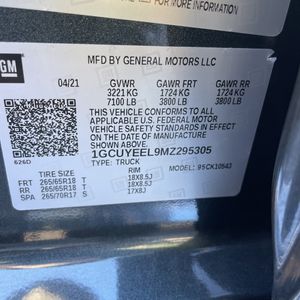 GM
MFD BY GENERAL MOTORS LLC
04/21 GVWR GAWR FRT GAWR RR
3221 KG 1724 KG 1724 KG
7100 LB 3800 LB 3800 LB
THIS VEHICLE CONFORMS TO ALL APPLICABLE U.S. FEDERAL MOTOR VEHICLE SAFETY STANDARDS IN EFFECT ON THE DATE OF MANUFACTURE SHOWN ABOVE.
1GCUYEEL9MZ295305
TYPE: TRUCK MODEL: 95CK10543
626D
TIRE SIZE RIM
FRT 265/65R18 T 18X8.5J
RR 265/65R18 T 18X8.5J
SPA 265/70R17 S 17X8J